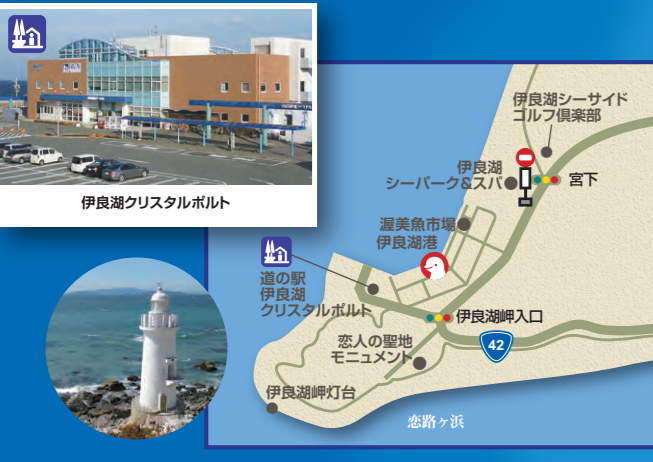 伊良湖クリスタルポルト
伊良湖シーサイド
ゴルフ倶楽部
伊良湖
シーパーク&スパ
宮下
渥美魚市場
伊良湖港
道の駅
伊良湖
クリスタルポルト
伊良湖岬入口
42
恋人の聖地
モニュメント
伊良湖岬灯台
恋路ヶ浜